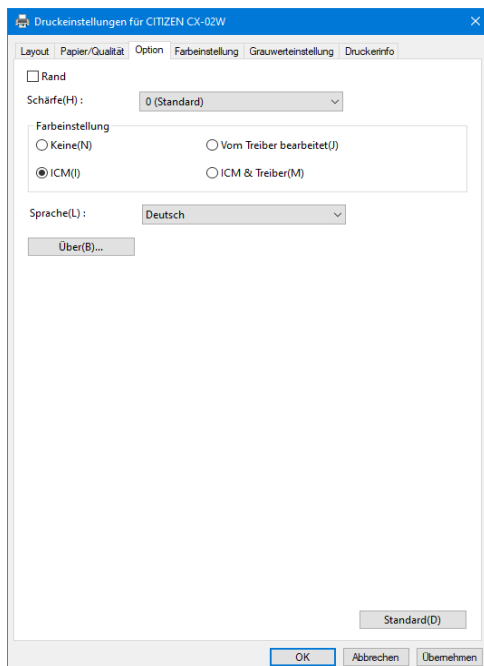 Druckeinstellungen für CITIZEN CX-02W
Layout Papier/Qualität Option Farbeinstellung Grauwerteinstellung Druckerinfo
Rand
Schärfe(H) : 0 (Standard)
Farbeinstellung
Keine(N) Vom Treiber bearbeitet(J)
ICM(I) ICM & Treiber(M)
Sprache(L) : Deutsch
Über(B)...
Standard(D)
OK Abbrechen Übernehmen